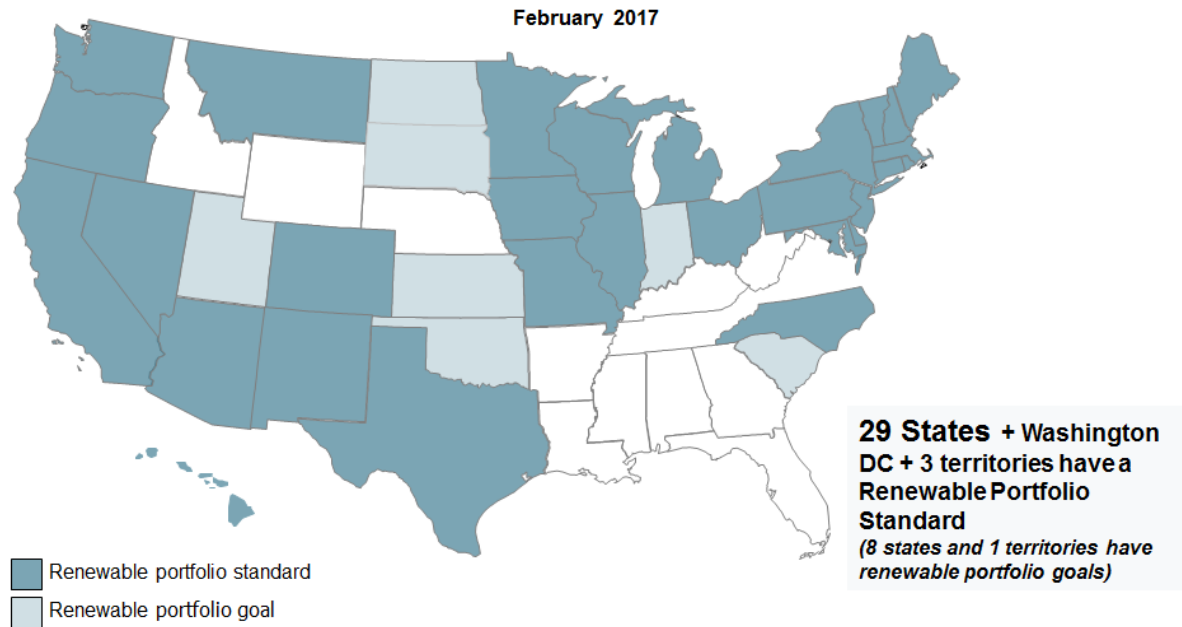 February 2017
29 States + Washington
DC + 3 territories have a
Renewable Portfolio
Standard
(8 states and 1 territories have
renewable portfolio goals)
Renewable portfolio standard
Renewable portfolio goal